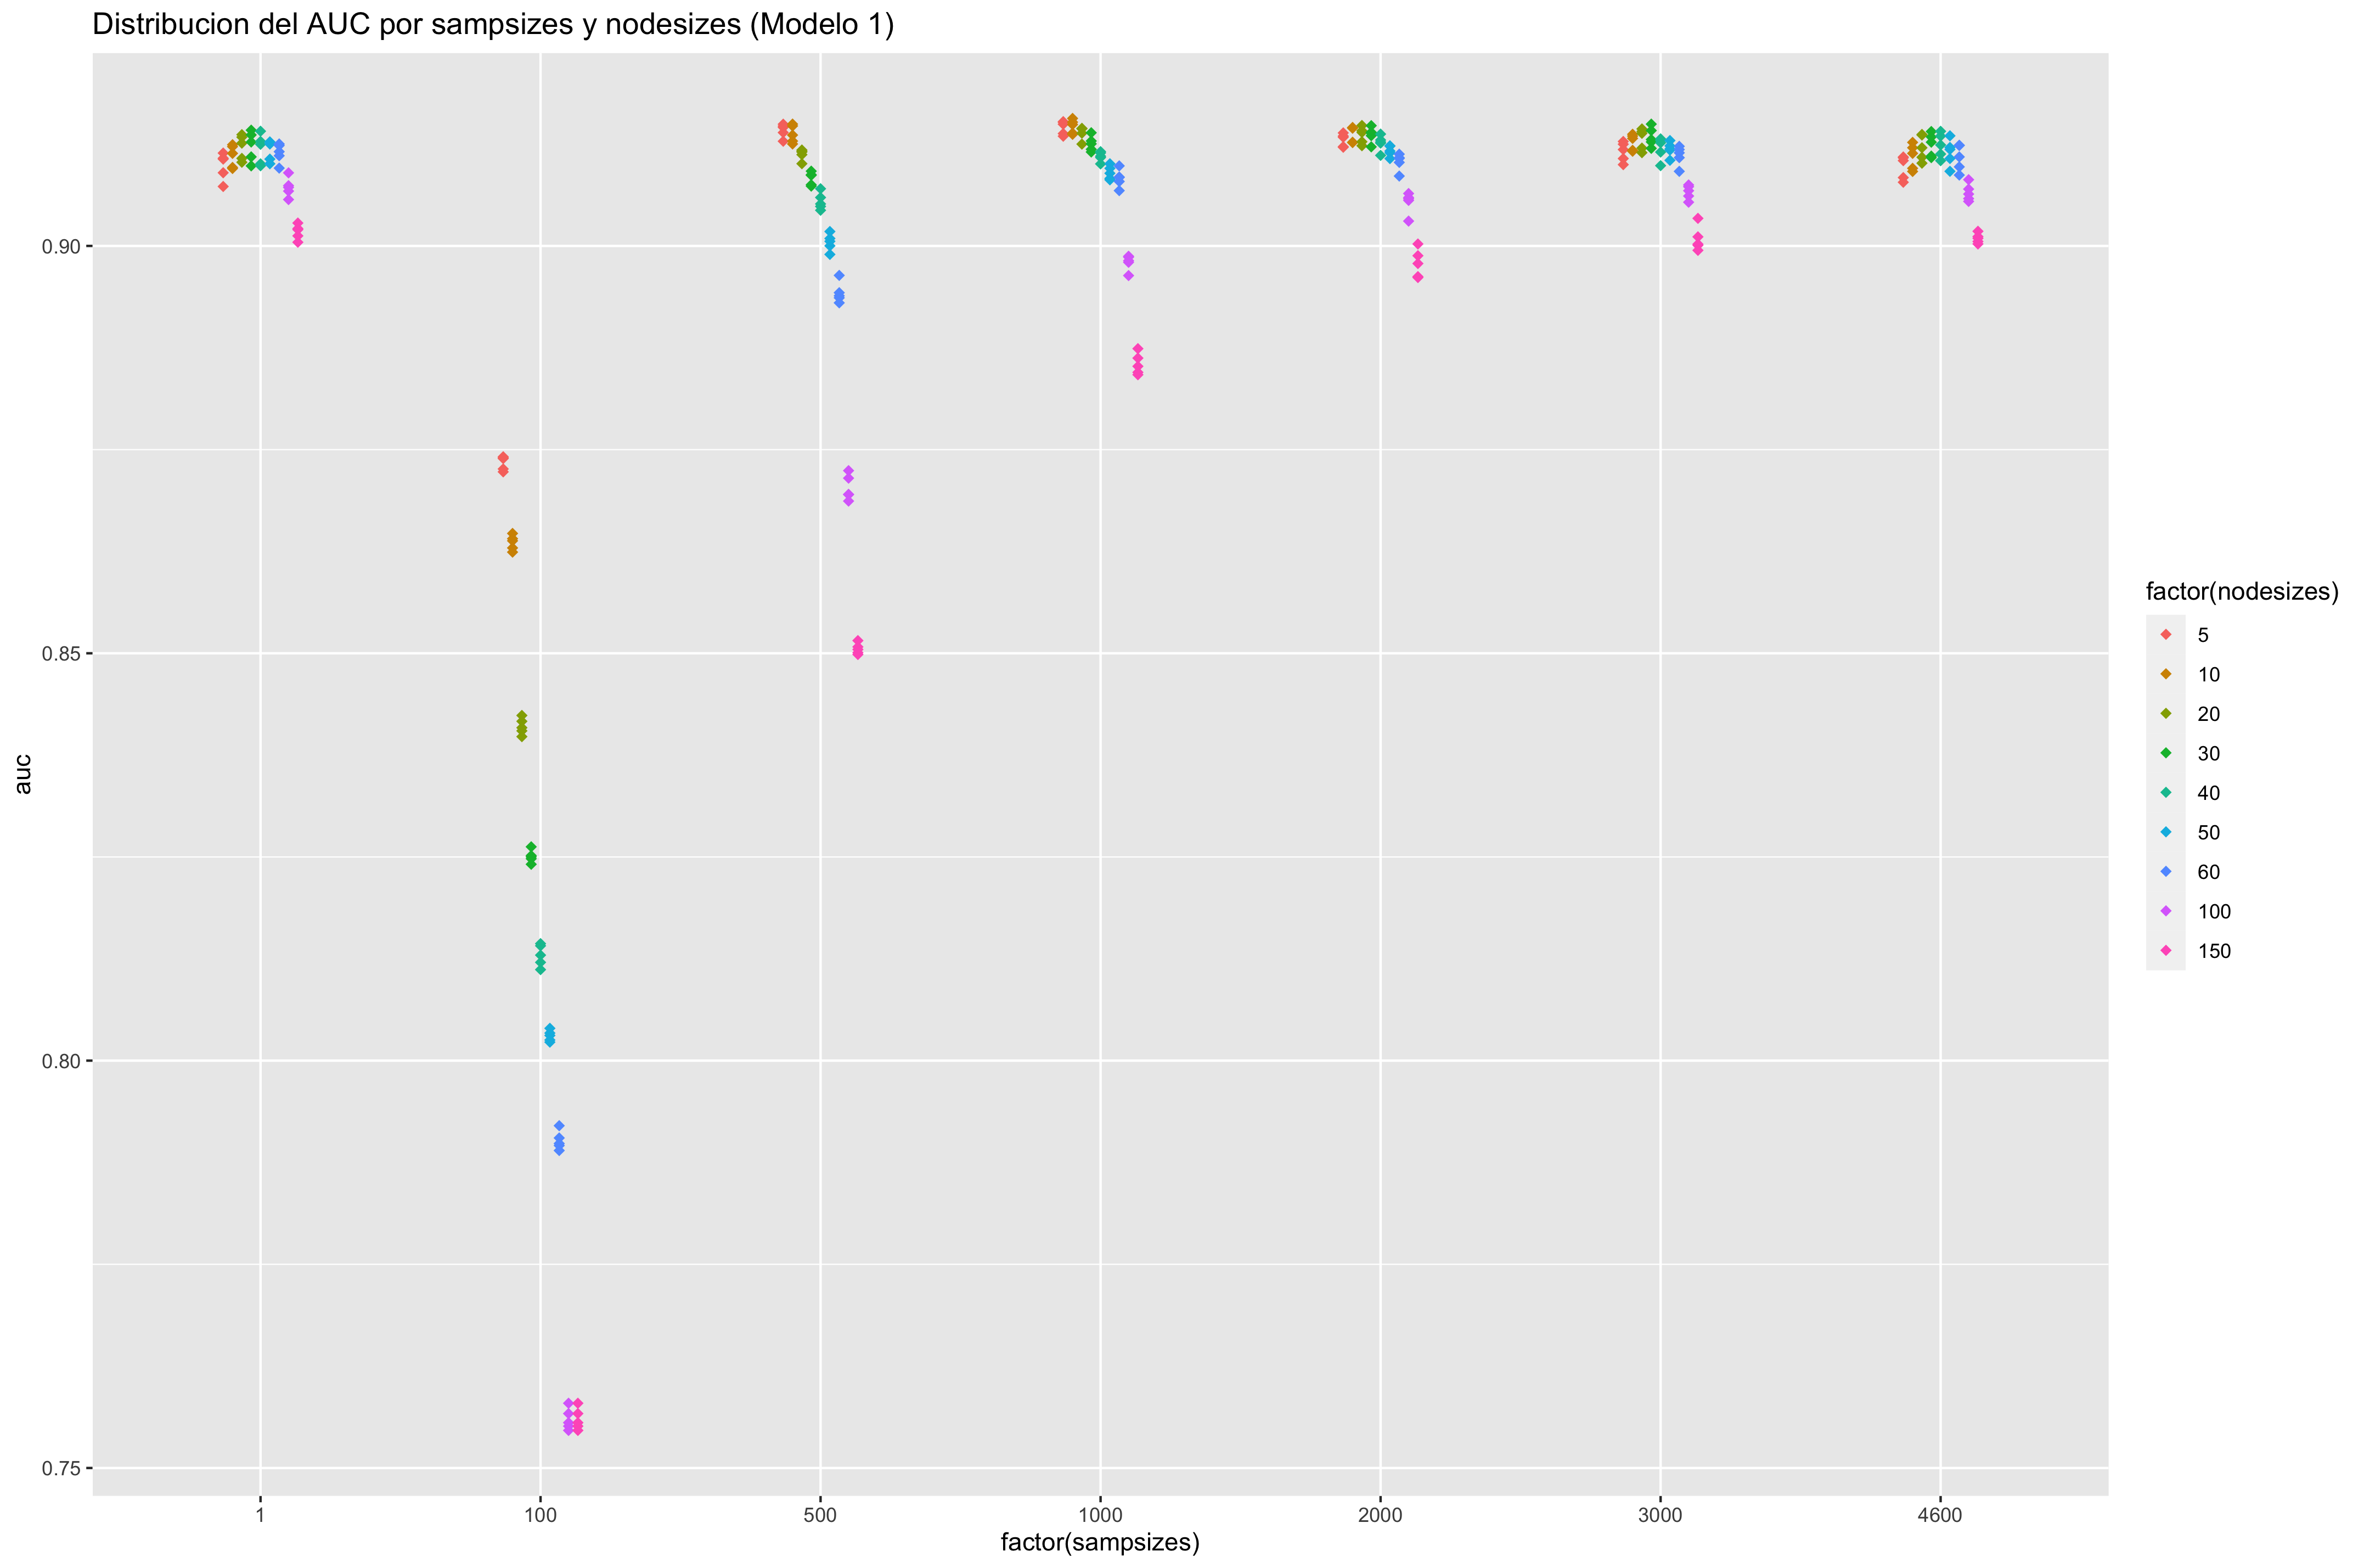 Distribucion del AUC por sampsizes y nodesizes (Modelo 1)
auc
0.90
0.85
0.80
0.75
1 100 500 1000 2000 3000 4600
factor(sampsizes)
factor(nodesizes)
5
10
20
30
40
50
60
100
150